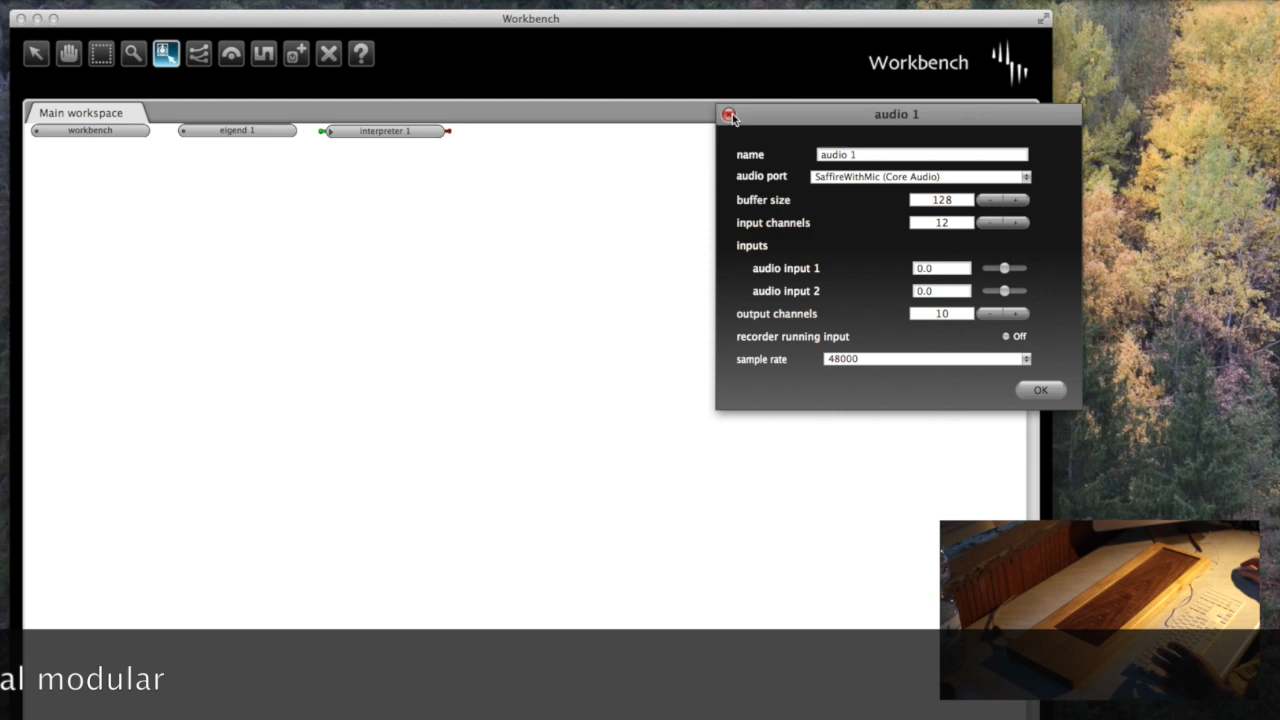 Workbench
Workbench
Main workspace
workbench
eigend 1
interpreter 1
audio 1
name
audio 1
audio port
SaffireWithMic (Core Audio)
buffer size
128
- +
input channels
12
- +
inputs
audio input 1
0.0
audio input 2
0.0
output channels
10
- +
recorder running input
Off
sample rate
48000
OK
al modular